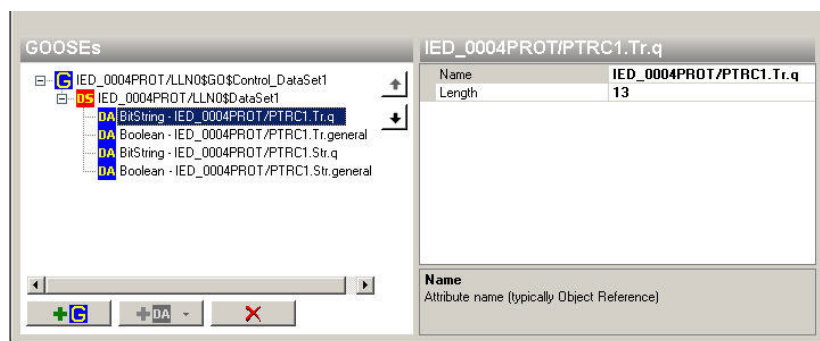 GOOSEs
G IED_0004PROT/LLN0$GO$Control_DataSet1
DS IED_0004PROT/LLN0$DataSet1
DA BitString - IED_0004PROT/PTRC1.Tr.q
DA Boolean - IED_0004PROT/PTRC1.Tr.general
DA BitString - IED_0004PROT/PTRC1.Str.q
DA Boolean - IED_0004PROT/PTRC1.Str.general
+G
+DA
IED_0004PROT/PTRC1.Tr.q
Name IED_0004PROT/PTRC1.Tr.q
Length 13
Name
Attribute name (typically Object Reference)